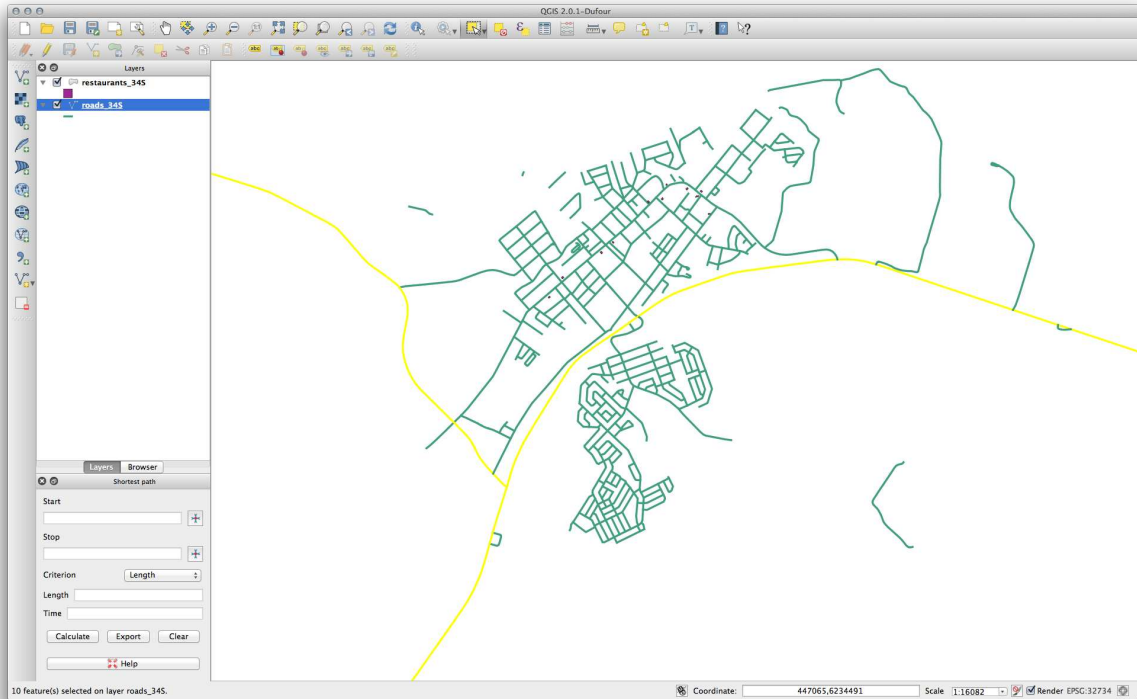 QGIS 2.0.1-Dufour
Layers
restaurants_34S
roads_34S
Layers Browser
Shortest path
Start
Stop
Criterion Length
Length
Time
Calculate Export Clear
Help
10 feature(s) selected on layer roads_34S.
Coordinate: 447065,6234491 Scale 1:16082 Render EPSG:32734